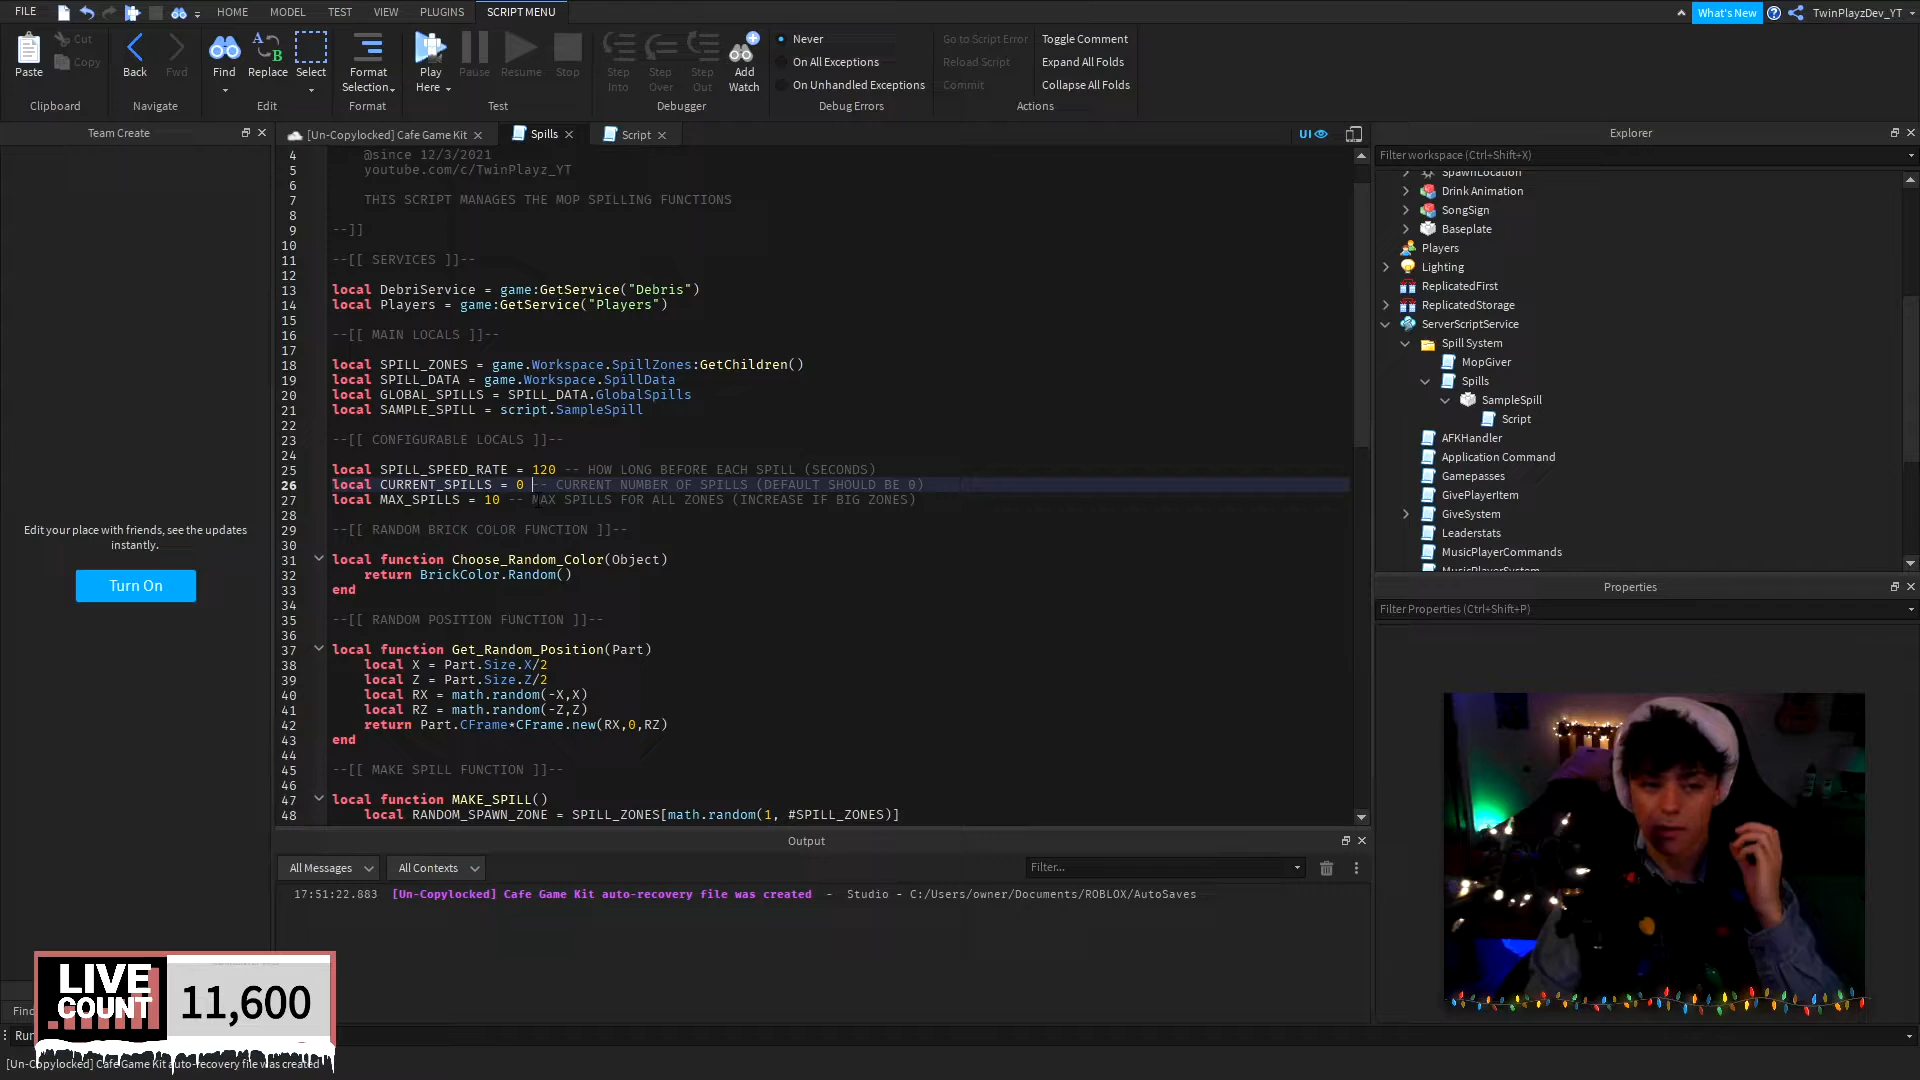 FILE HOME MODEL TEST VIEW PLUGINS SCRIPT MENU What's New TwinPlayzDev_YT
Paste Cut Copy Clipboard
Back Fwd Navigate
Find Replace Select Edit
Format Selection Format
Play Here Pause Resume Stop Test
Step Into Step Over Step Out Add Watch Debugger
Never
On All Exceptions
On Unhandled Exceptions
Debug Errors
Go to Script Error Toggle Comment
Reload Script Expand All Folds
Commit Collapse All Folds
Actions
Team Create
Edit your place with friends, see the updates
instantly.
Turn On
[Un-Copylocked] Cafe Game Kit Spills Script UI
4 @since 12/3/2021
5 youtube.com/c/TwinPlayz_YT
6
7 THIS SCRIPT MANAGES THE MOP SPILLING FUNCTIONS
8
9 --]]
10
11 --[[ SERVICES ]]--
12
13 local DebriService = game:GetService("Debris")
14 local Players = game:GetService("Players")
15
16 --[[ MAIN LOCALS ]]--
17
18 local SPILL_ZONES = game.Workspace.SpillZones:GetChildren()
19 local SPILL_DATA = game.Workspace.SpillData
20 local GLOBAL_SPILLS = SPILL_DATA.GlobalSpills
21 local SAMPLE_SPILL = script.SampleSpill
22
23 --[[ CONFIGURABLE LOCALS ]]--
24
25 local SPILL_SPEED_RATE = 120 -- HOW LONG BEFORE EACH SPILL (SECONDS)
26 local CURRENT_SPILLS = 0 -- CURRENT NUMBER OF SPILLS (DEFAULT SHOULD BE 0)
27 local MAX_SPILLS = 10 -- MAX SPILLS FOR ALL ZONES (INCREASE IF BIG ZONES)
28
29 --[[ RANDOM BRICK COLOR FUNCTION ]]--
30
31 local function Choose_Random_Color(Object)
32 return BrickColor.Random()
33 end
34
35 --[[ RANDOM POSITION FUNCTION ]]--
36
37 local function Get_Random_Position(Part)
38 local X = Part.Size.X/2
39 local Z = Part.Size.Z/2
40 local RX = math.random(-X,X)
41 local RZ = math.random(-Z,Z)
42 return Part.CFrame*CFrame.new(RX,0,RZ)
43 end
44
45 --[[ MAKE SPILL FUNCTION ]]--
46
47 local function MAKE_SPILL()
48 local RANDOM_SPAWN_ZONE = SPILL_ZONES[math.random(1, #SPILL_ZONES)]
Output
All Messages All Contexts Filter...
17:51:22.883 [Un-Copylocked] Cafe Game Kit auto-recovery file was created - Studio - C:/Users/owner/Documents/ROBLOX/AutoSaves
Explorer
Filter workspace (Ctrl+Shift+X)
SpawnLocation
Drink Animation
SongSign
Baseplate
Players
Lighting
ReplicatedFirst
ReplicatedStorage
ServerScriptService
Spill System
MopGiver
Spills
SampleSpill
Script
AFKHandler
Application Command
Gamepasses
GivePlayerItem
GiveSystem
Leaderstats
MusicPlayerCommands
MusicPlayerSystem
Properties
Filter Properties (Ctrl+Shift+P)
LIVE
COUNT
11,600
Find
Run
[Un-Copylocked] Cafe Game Kit auto-recovery file was created